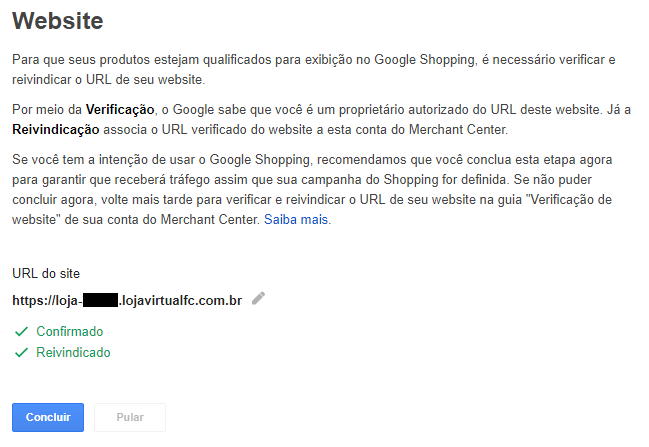 Website
Para que seus produtos estejam qualificados para exibição no Google Shopping, é necessário verificar e
reivindicar o URL de seu website.
Por meio da Verificação, o Google sabe que você é um proprietário autorizado do URL deste website. Já a
Reivindicação associa o URL verificado do website a esta conta do Merchant Center.
Se você tem a intenção de usar o Google Shopping, recomendamos que você conclua esta etapa agora
para garantir que receberá tráfego assim que sua campanha do Shopping for definida. Se não puder
concluir agora, volte mais tarde para verificar e reivindicar o URL de seu website na guia "Verificação de
website" de sua conta do Merchant Center. Saiba mais.
URL do site
https://loja- .lojavirtualfc.com.br
Confirmado
Reivindicado
Concluir Pular